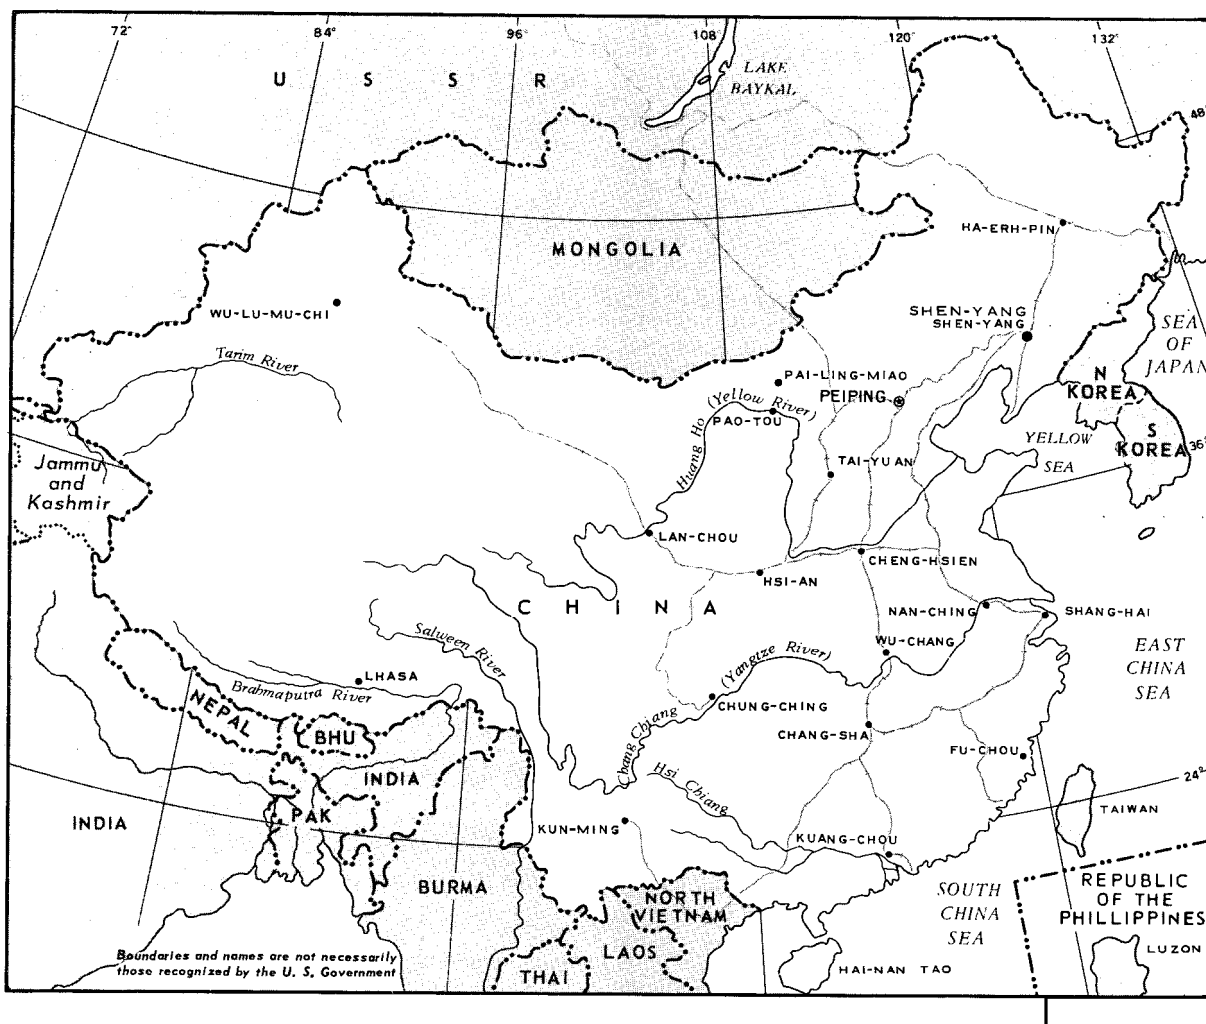 72°
84°
96°
108°
120°
132°
U S S R
LAKE
BAYKAL
48°
HA-ERH-PIN
MONGOLIA
WU-LU-MU-CHI
SHEN-YANG
SHEN-YANG
SEA
OF
JAPAN
Tarim River
PAI-LING-MIAO
PEIPING
N
KOREA
Huang Ho (Yellow River)
PAO-TOU
S
KOREA
36°
YELLOW
SEA
TAI-YUAN
Jammu
and
Kashmir
LAN-CHOU
CHENG-HSIEN
HSI-AN
CHINA
NAN-CHING
SHANG-HAI
Salween River
WU-CHANG
EAST
CHINA
SEA
(Yangtze River)
LHASA
Brahmaputra River
NEPAL
BHU
CHUNG-CHING
Chang Chiang
CHANG-SHA
FU-CHOU
INDIA
Hsi Chiang
24°
PAK
INDIA
TAIWAN
KUN-MING
KUANG-CHOU
BURMA
NORTH
VIETNAM
SOUTH
CHINA
SEA
REPUBLIC
OF THE
PHILLIPPINES
LAOS
LUZON
Boundaries and names are not necessarily
those recognized by the U. S. Government
THAI
HAI-NAN TAO